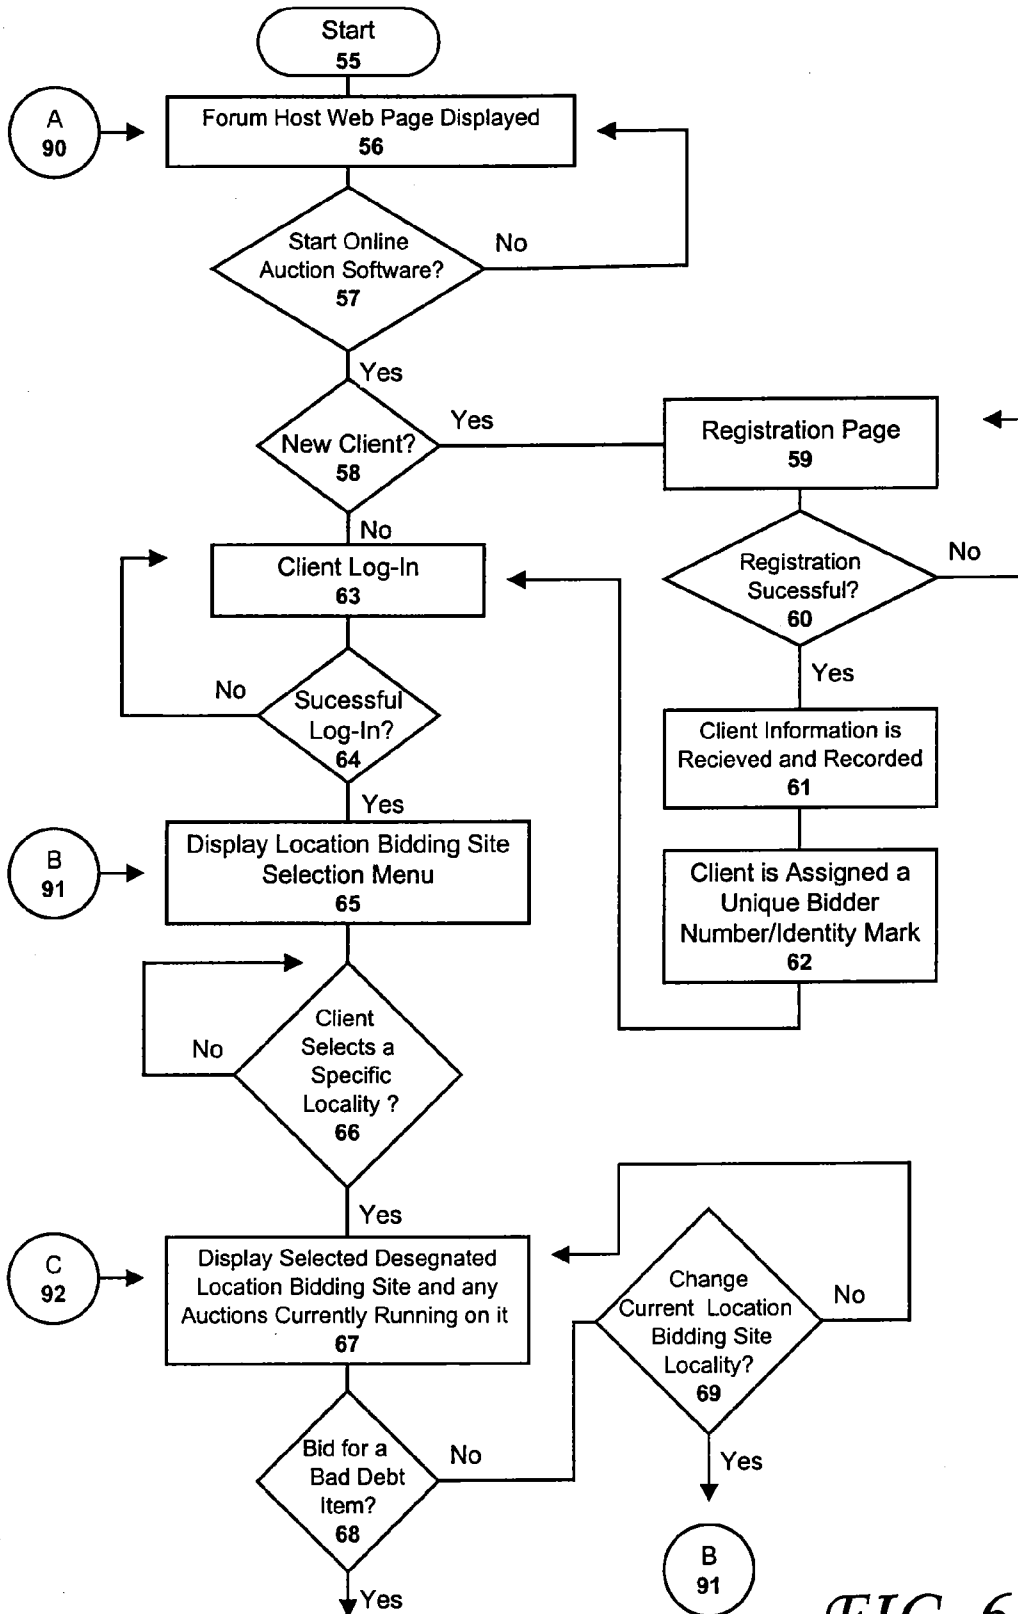 Start
55
A
90
Forum Host Web Page Displayed
56
Start Online
Auction Software?
57
No
Yes
New Client?
58
Yes
No
Registration Page
59
Registration
Sucessful?
60
No
Yes
Client Information is
Recieved and Recorded
61
Client is Assigned a
Unique Bidder
Number/Identity Mark
62
Client Log-In
63
Sucessful
Log-In?
64
No
Yes
B
91
Display Location Bidding Site
Selection Menu
65
Client
Selects a
Specific
Locality ?
66
No
Yes
C
92
Display Selected Desegnated
Location Bidding Site and any
Auctions Currently Running on it
67
Bid for a
Bad Debt
Item?
68
No
Yes
Change
Current Location
Bidding Site
Locality?
69
No
Yes
B
91
FIG. 6